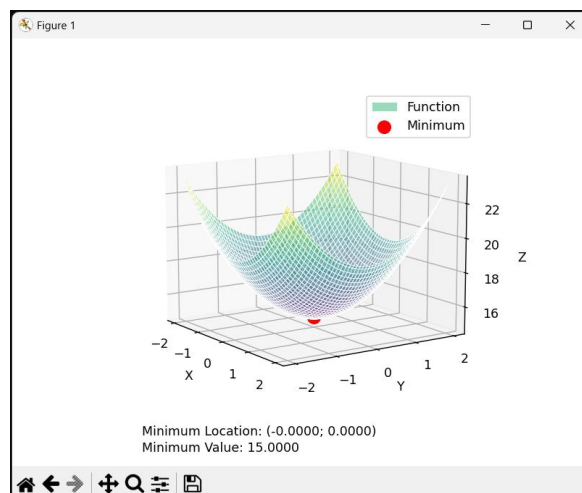 Figure 1
Function
Minimum
22
20
18
16
Z
−2
−1
0
1
2
X
−2
−1
0
1
2
Y
Minimum Location: (-0.0000; 0.0000)
Minimum Value: 15.0000